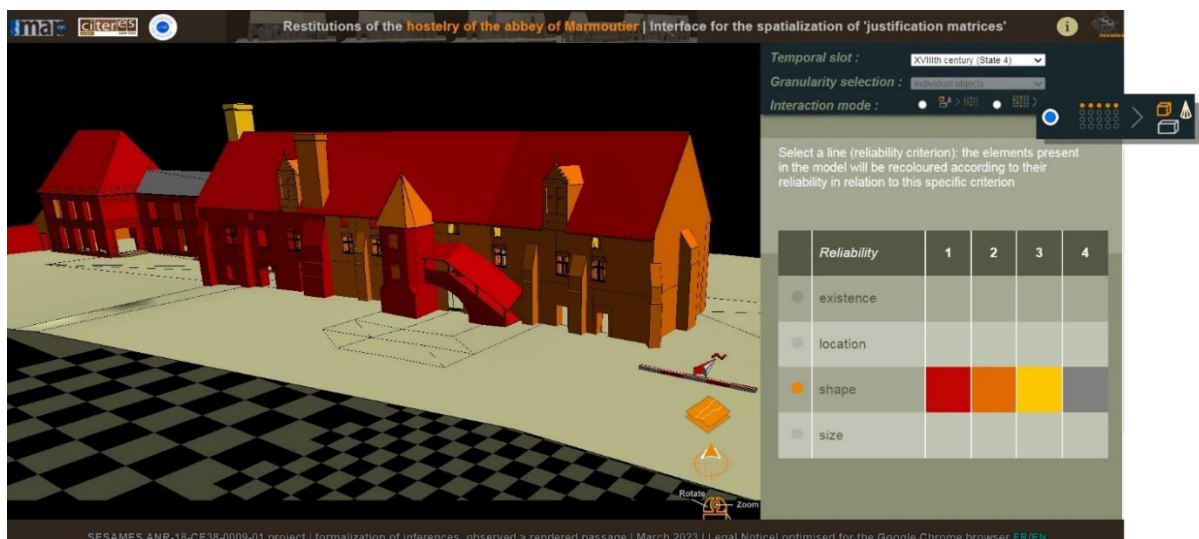 map citeres
Restitutions of the hostelry of the abbey of Marmoutier | Interface for the spatialization of 'justification matrices'
i
Temporal slot :
XVIIIth century (State 4)
Granularity selection :
Individual objects
Interaction mode :
Select a line (reliability criterion): the elements present
in the model will be recoloured according to their
reliability in relation to this specific criterion
Reliability 1 2 3 4
existence
location
shape
size
Rotate
Zoom
SESAMES ANR-18-CE38-0009-01 project | formalization of inferences, observed > rendered passage | March 2023 | Legal Notice| optimised for the Google Chrome browser FR/EN